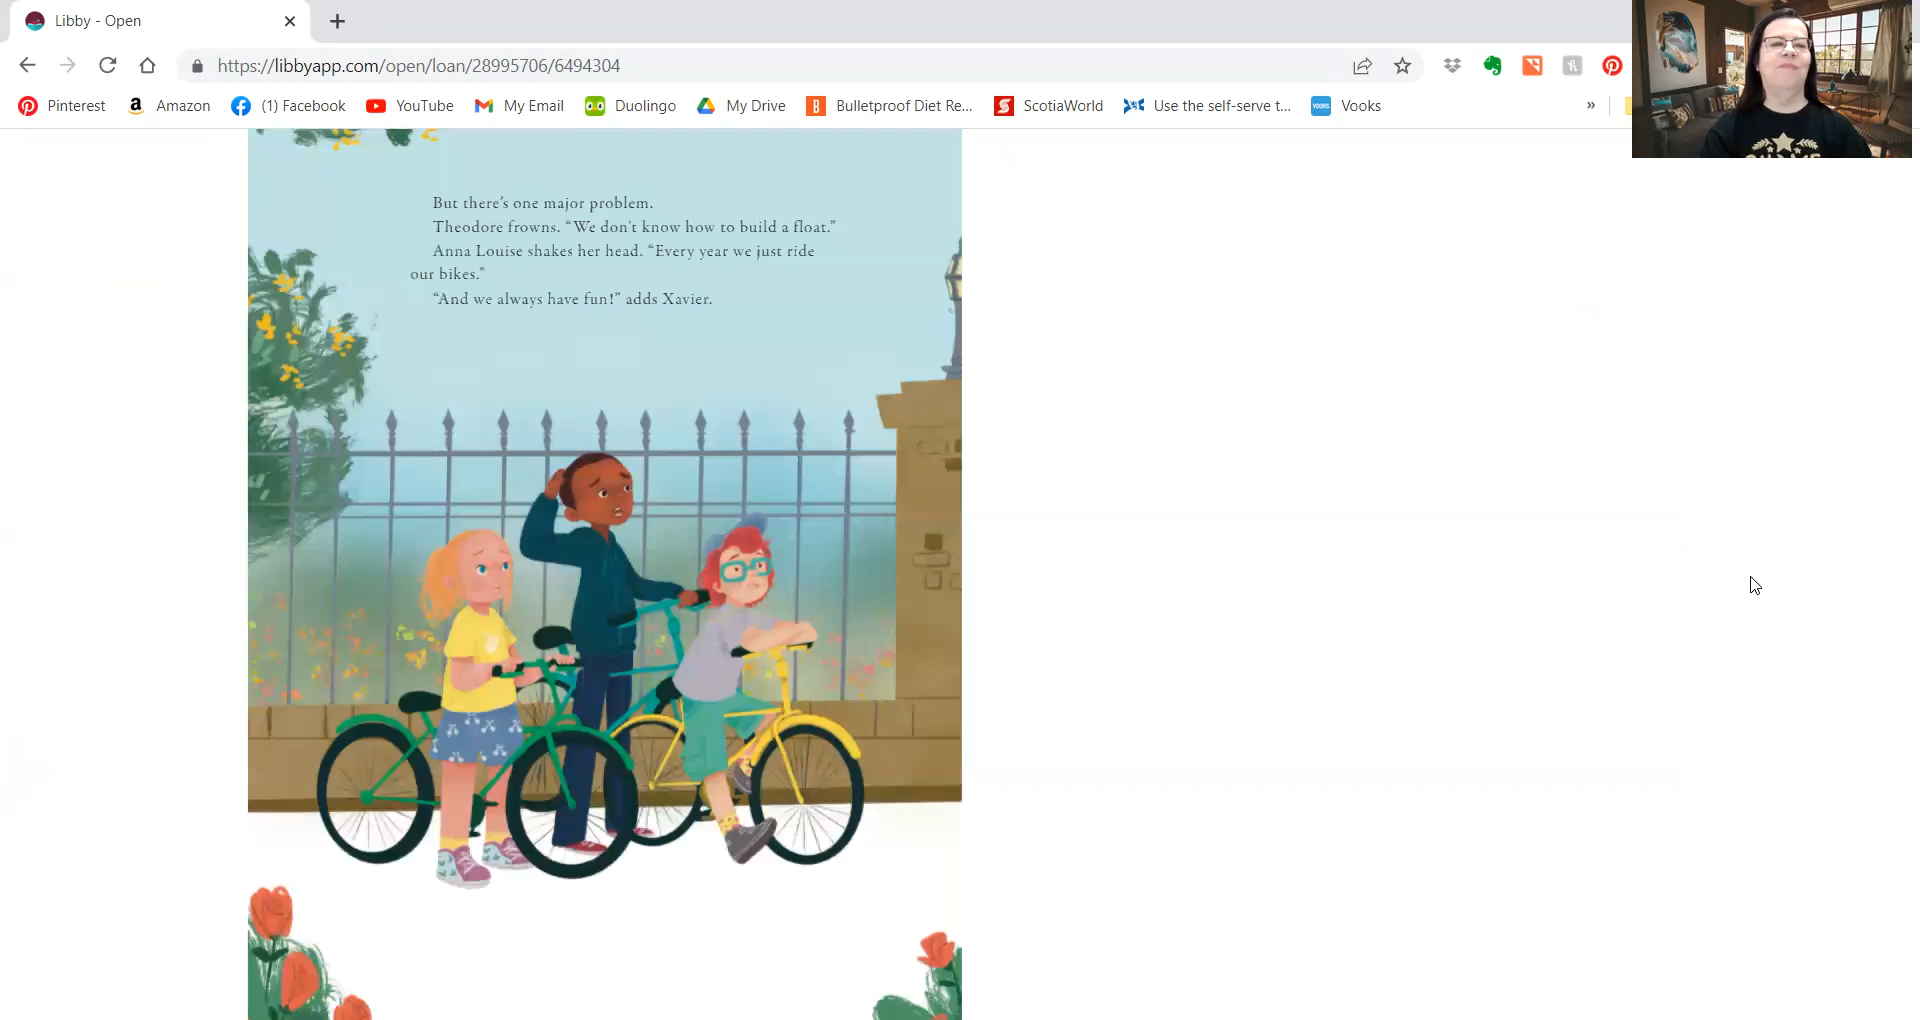 Libby - Open
https://libbyapp.com/open/loan/28995706/6494304
Pinterest Amazon (1) Facebook YouTube My Email Duolingo My Drive Bulletproof Diet Re... ScotiaWorld Use the self-serve t... Vooks »
But there's one major problem.
Theodore frowns. “We don't know how to build a float.”
Anna Louise shakes her head. “Every year we just ride
our bikes.”
“And we always have fun!” adds Xavier.